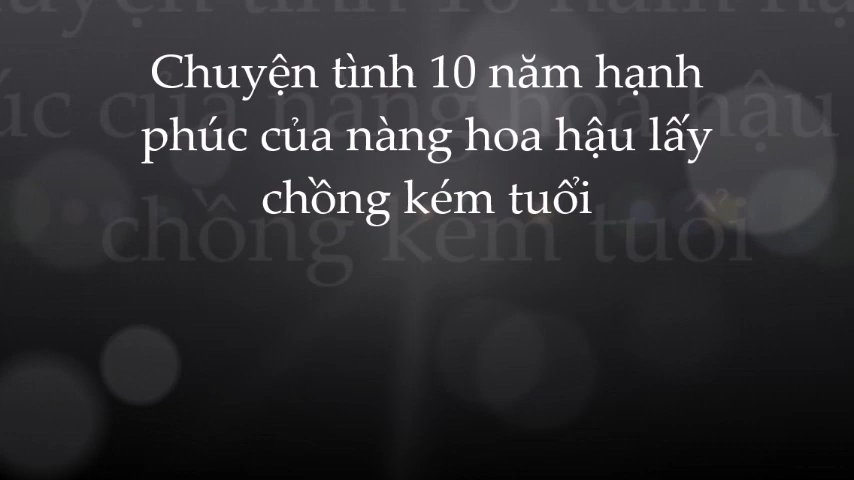 Chuyện tình 10 năm hạnh
phúc của nàng hoa hậu lấy
chồng kém tuổi